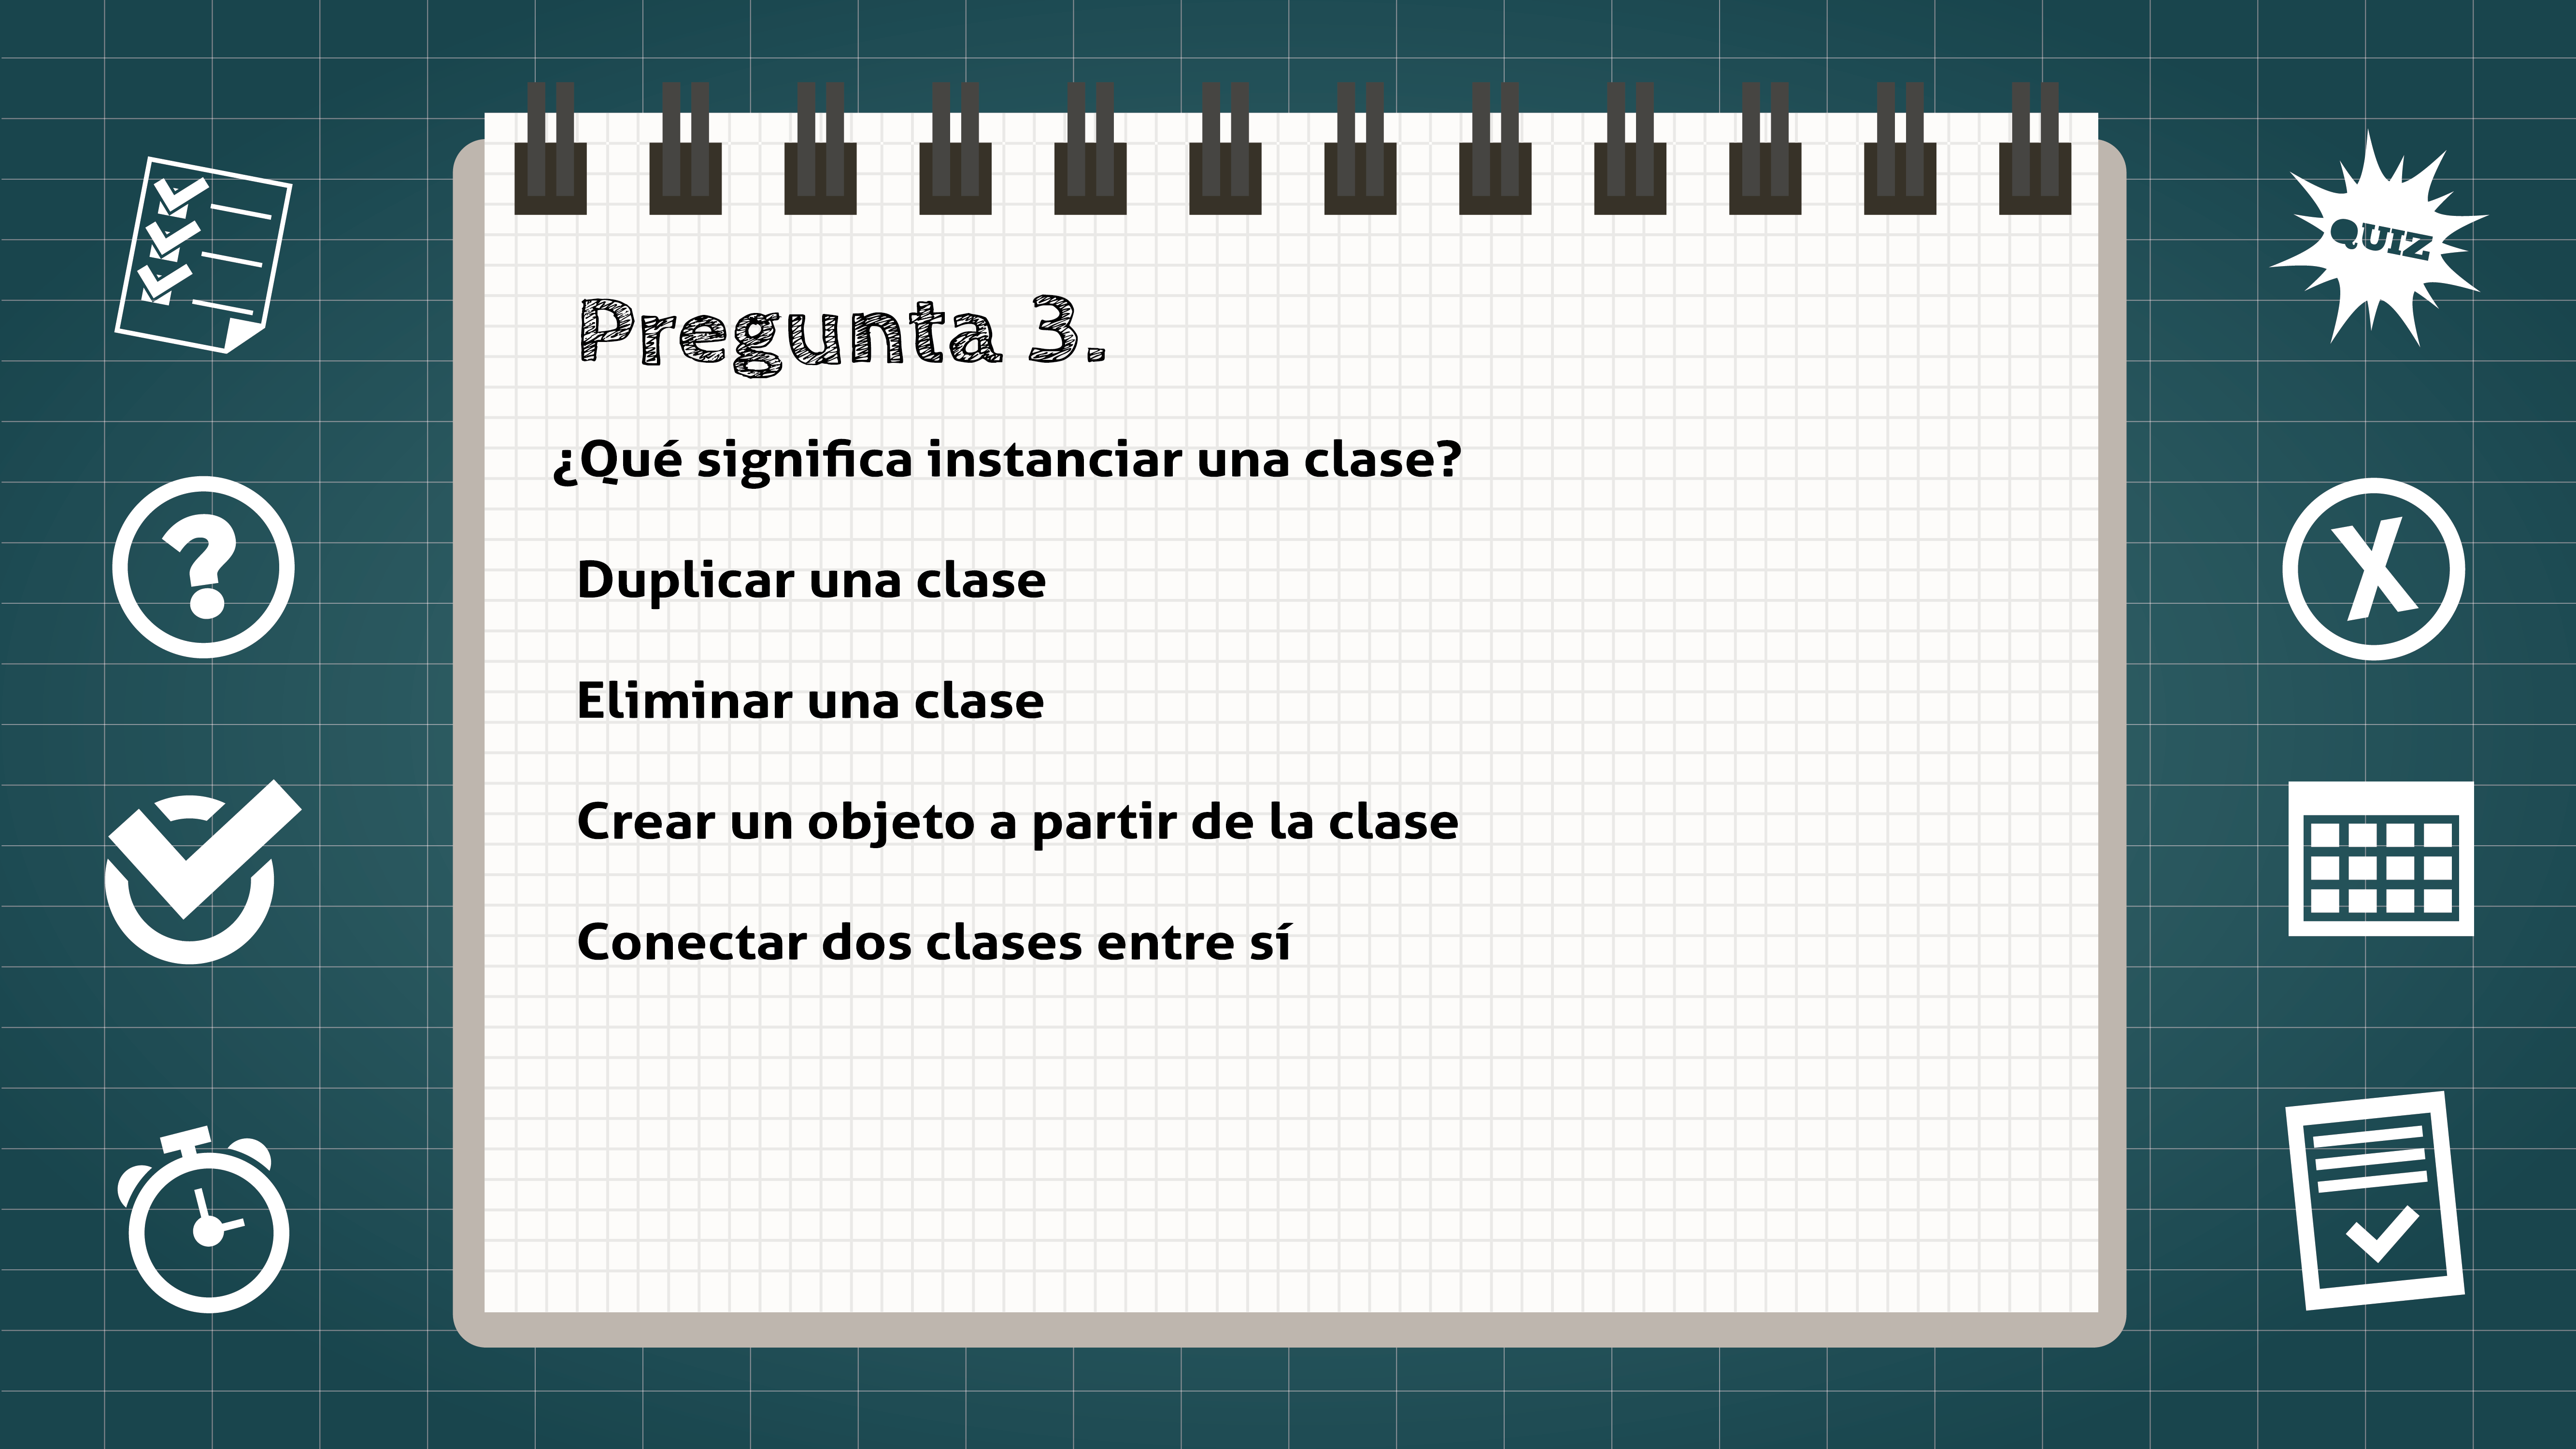 QUIZ
Pregunta 3.
¿Qué significa instanciar una clase?
Duplicar una clase
Eliminar una clase
Crear un objeto a partir de la clase
Conectar dos clases entre sí